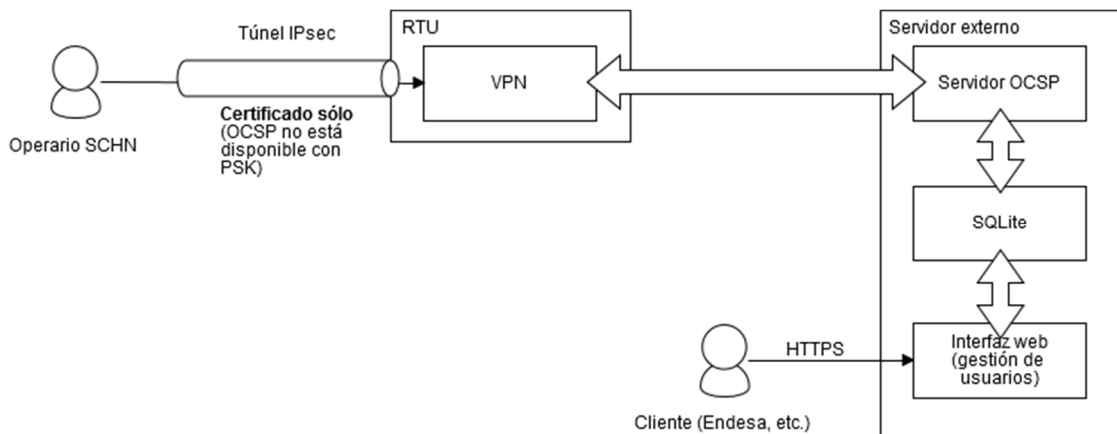 Túnel IPsec
RTU
Servidor externo
VPN
Servidor OCSP
Certificado sólo
(OCSP no está
disponible con
PSK)
Operario SCHN
SQLite
HTTPS
Interfaz web
(gestión de
usuarios)
Cliente (Endesa, etc.)